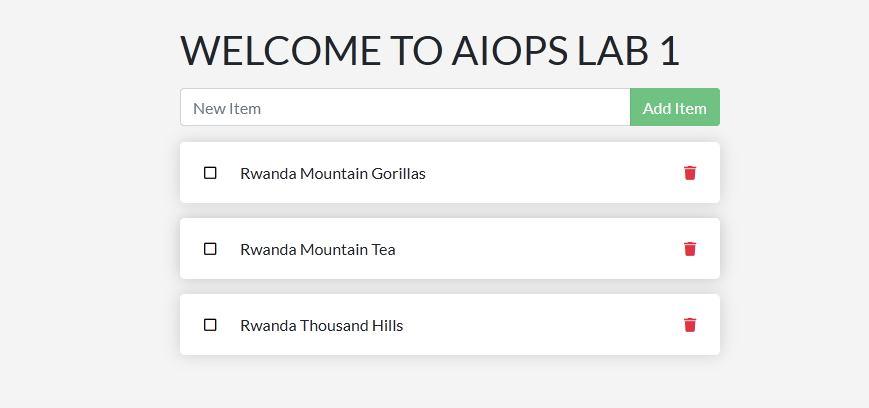 WELCOME TO AIOPS LAB 1
New Item
Add Item
Rwanda Mountain Gorillas
Rwanda Mountain Tea
Rwanda Thousand Hills